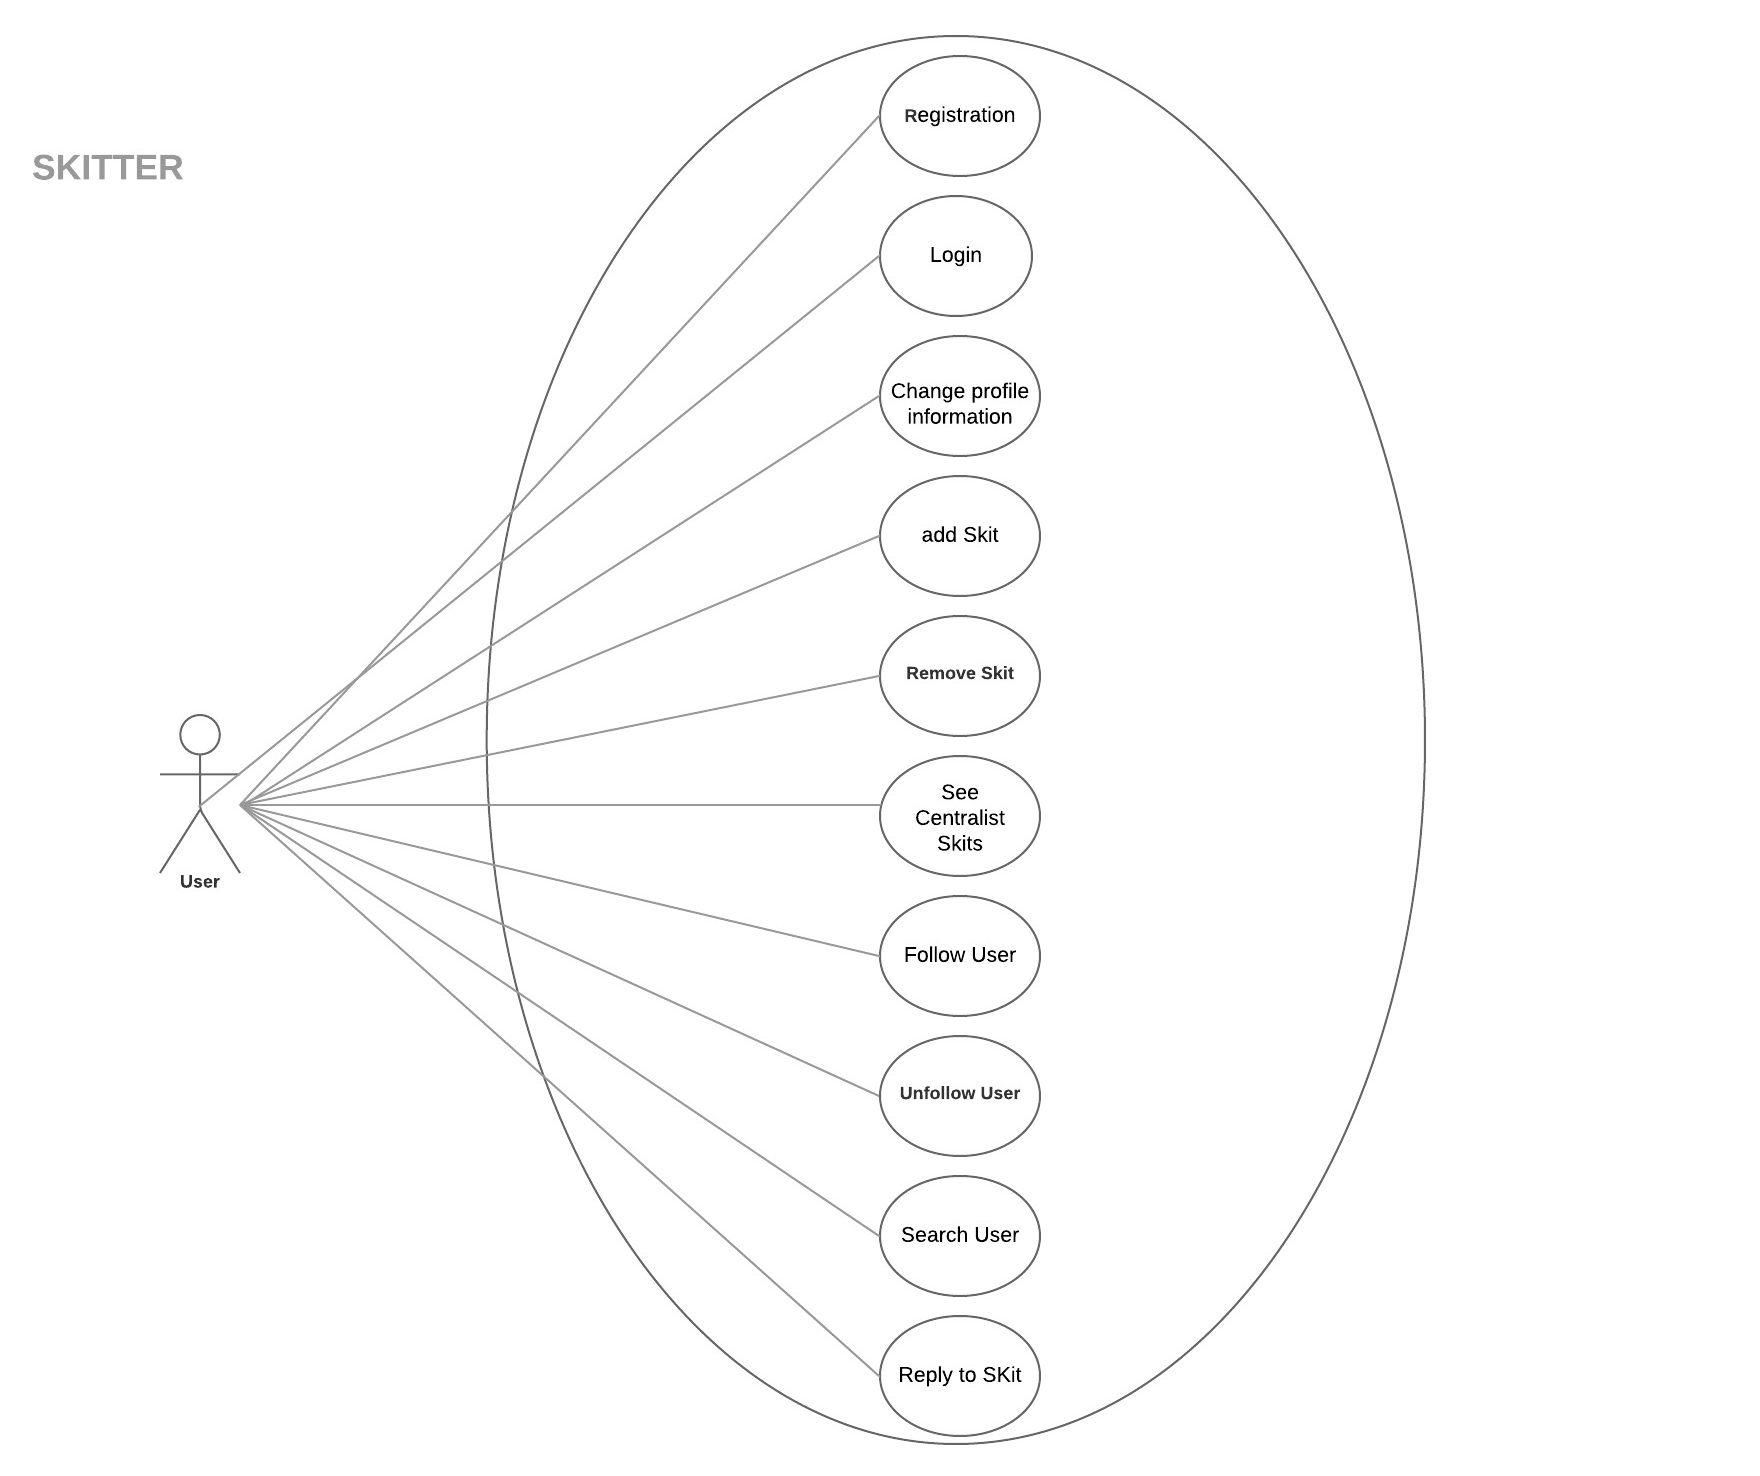 SKITTER
Registration
Login
Change profile
information
add Skit
Remove Skit
See
Centralist
Skits
Follow User
Unfollow User
Search User
Reply to SKit
User